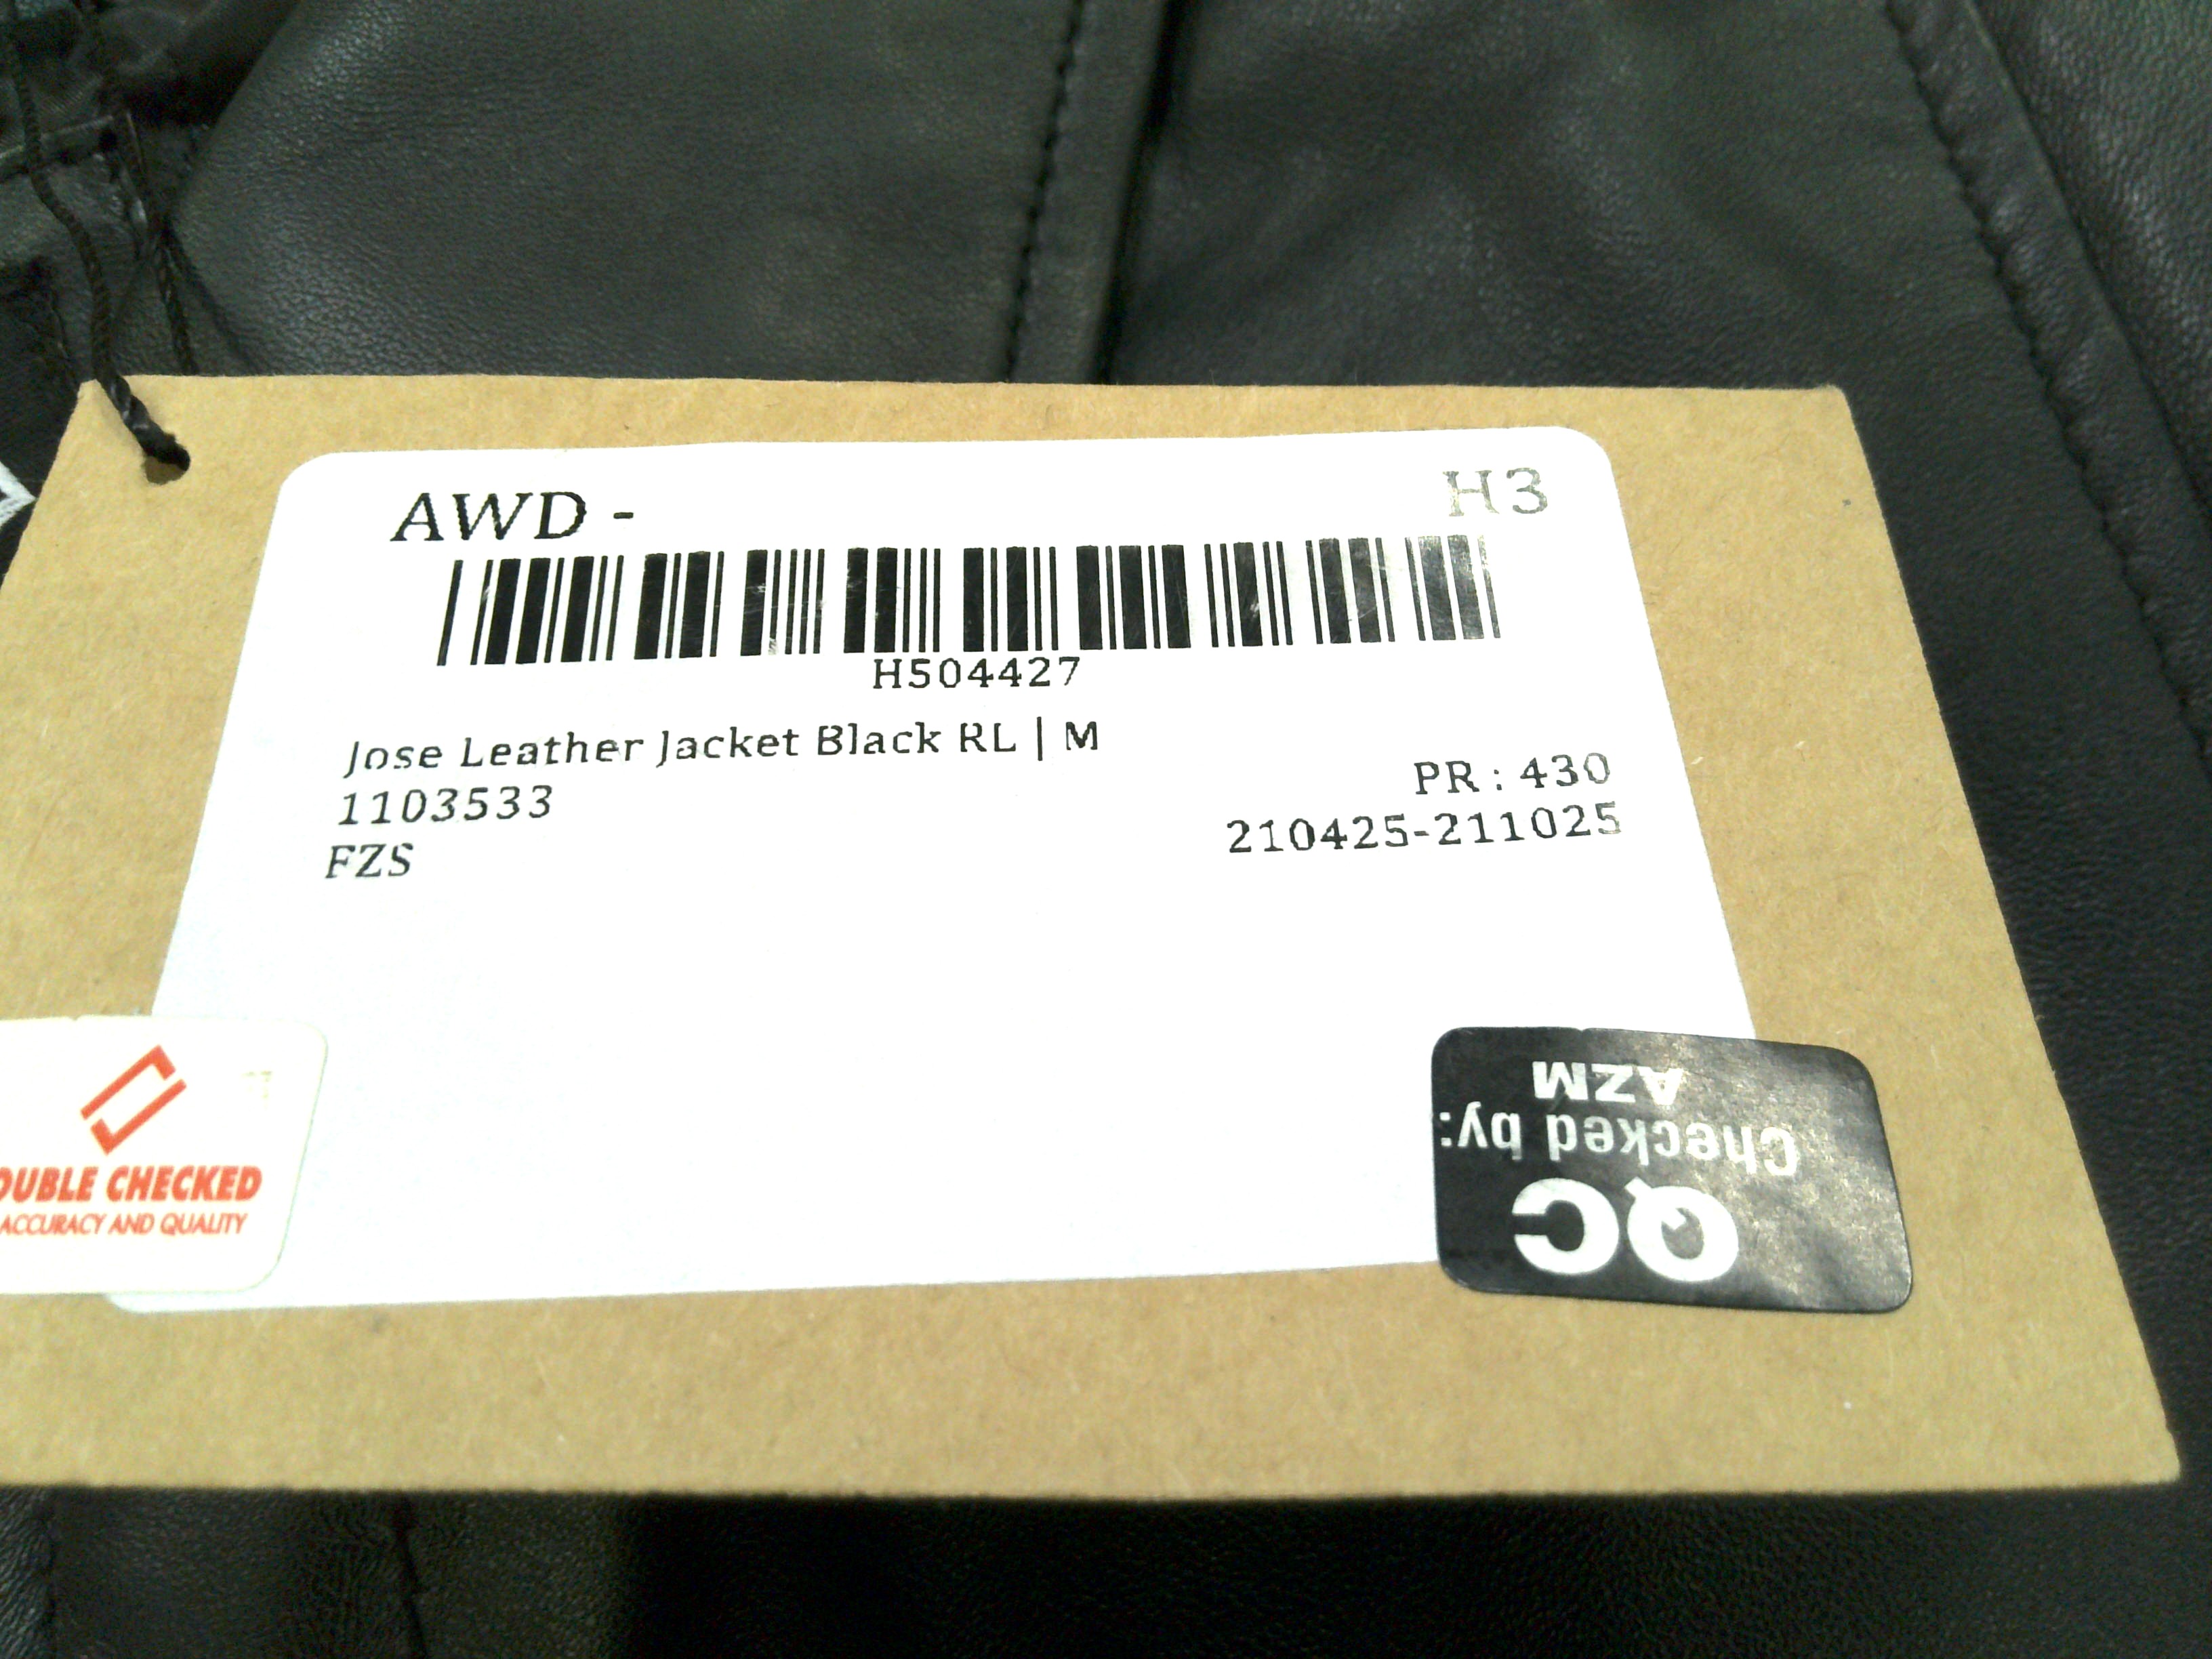 AWD - H3
H504427
Jose Leather Jacket Black RL | M
1103533 PR : 430
FZS 210425-211025
OUBLE CHECKED
ACCURACY AND QUALITY
QC
Checked by:
AZM